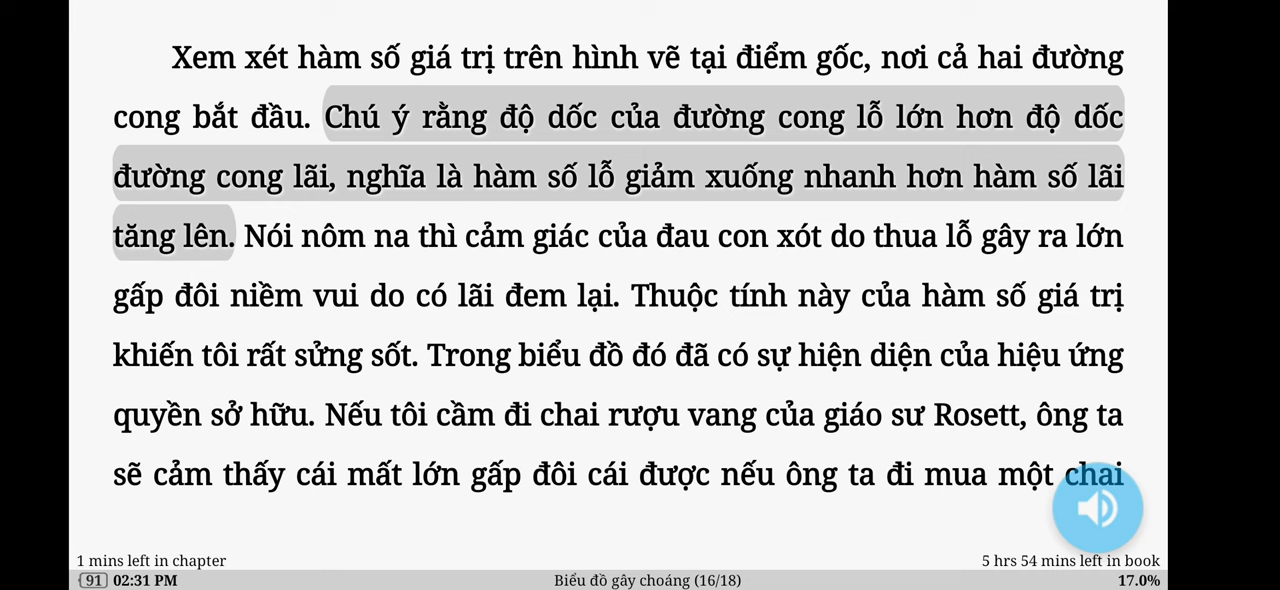 Xem xét hàm số giá trị trên hình vẽ tại điểm gốc, nơi cả hai đường
cong bắt đầu. Chú ý rằng độ dốc của đường cong lỗ lớn hơn độ dốc
đường cong lãi, nghĩa là hàm số lỗ giảm xuống nhanh hơn hàm số lãi
tăng lên. Nói nôm na thì cảm giác của đau con xót do thua lỗ gây ra lớn
gấp đôi niềm vui do có lãi đem lại. Thuộc tính này của hàm số giá trị
khiến tôi rất sửng sốt. Trong biểu đồ đó đã có sự hiện diện của hiệu ứng
quyền sở hữu. Nếu tôi cầm đi chai rượu vang của giáo sư Rosett, ông ta
sẽ cảm thấy cái mất lớn gấp đôi cái được nếu ông ta đi mua một chai
1 mins left in chapter 5 hrs 54 mins left in book
91 02:31 PM Biểu đồ gây choáng (16/18) 17.0%